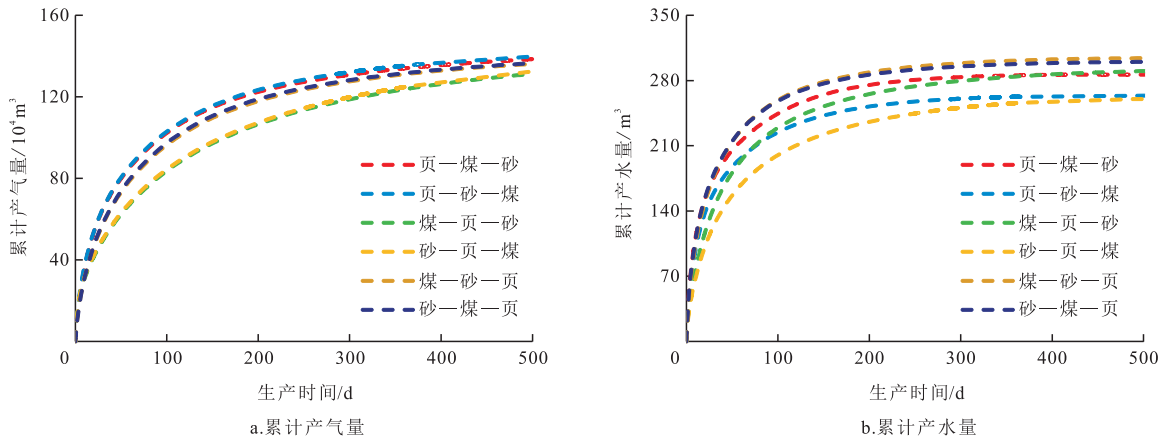 160
120
80
40
0
100
200
300
400
500
累计产气量/10⁴m³
页—煤—砂
页—砂—煤
煤—页—砂
砂—页—煤
煤—砂—页
砂—煤—页
生产时间/d
a.累计产气量
350
280
210
140
70
0
100
200
300
400
500
累计产水量/m³
页—煤—砂
页—砂—煤
煤—页—砂
砂—页—煤
煤—砂—页
砂—煤—页
生产时间/d
b.累计产水量